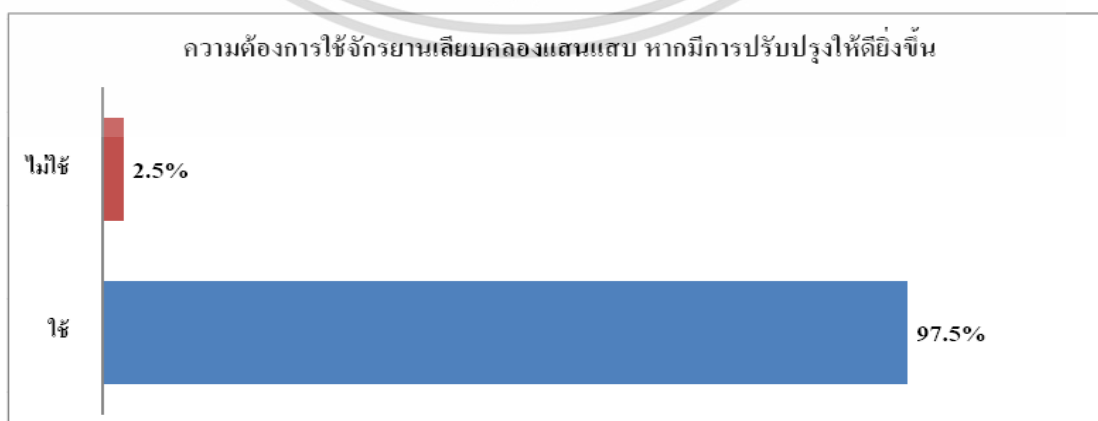 ความต้องการใช้จักรยานเลียบคลองแสนแสบ หากมีการปรับปรุงให้ดียิ่งขึ้น
ไม่ใช้
2.5%
ใช้
97.5%